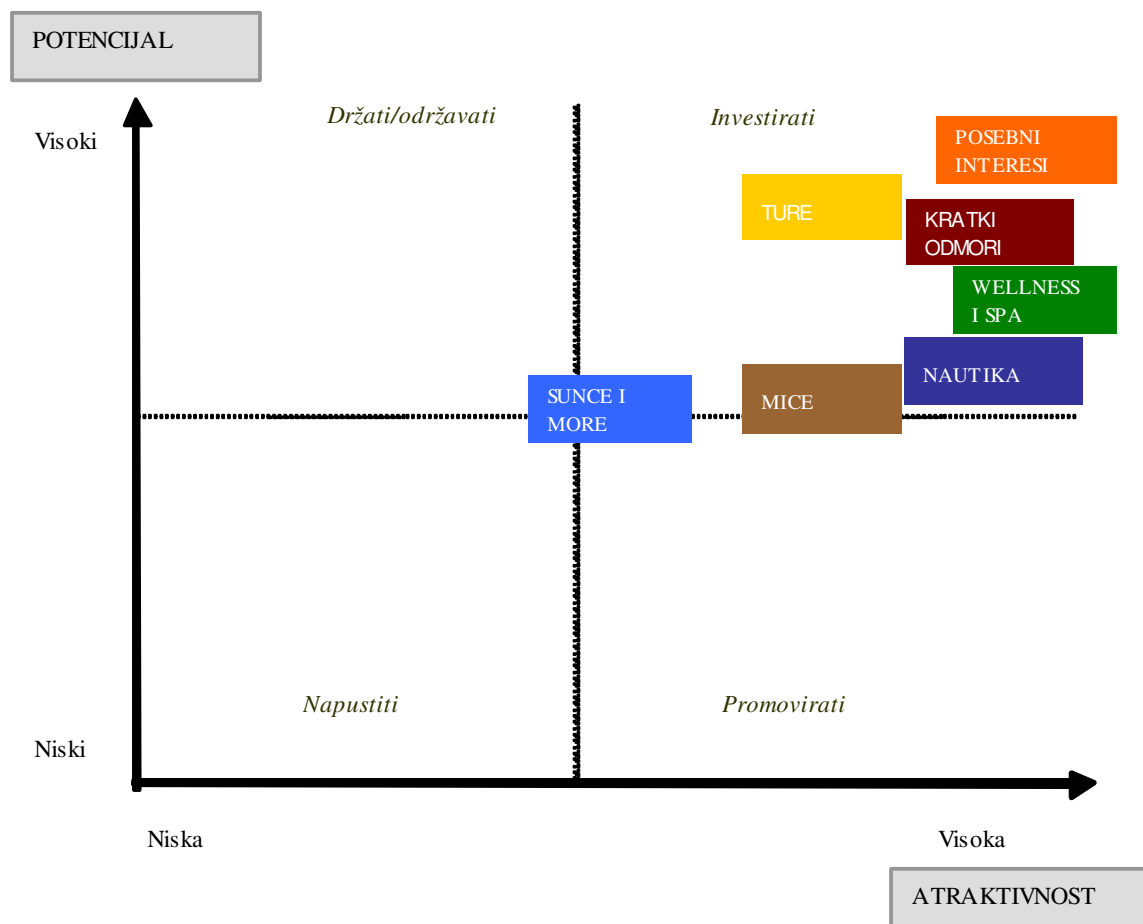 POTENCIJAL
Držati/održavati
Investirati
Visoki
POSEBNI
INTERESI
TURE
KRATKI
ODMORI
WELLNESS
I SPA
NAUTIKA
SUNCE I
MORE
MICE
Napustiti
Promovirati
Niski
Niska
Visoka
ATRAKTIVNOST